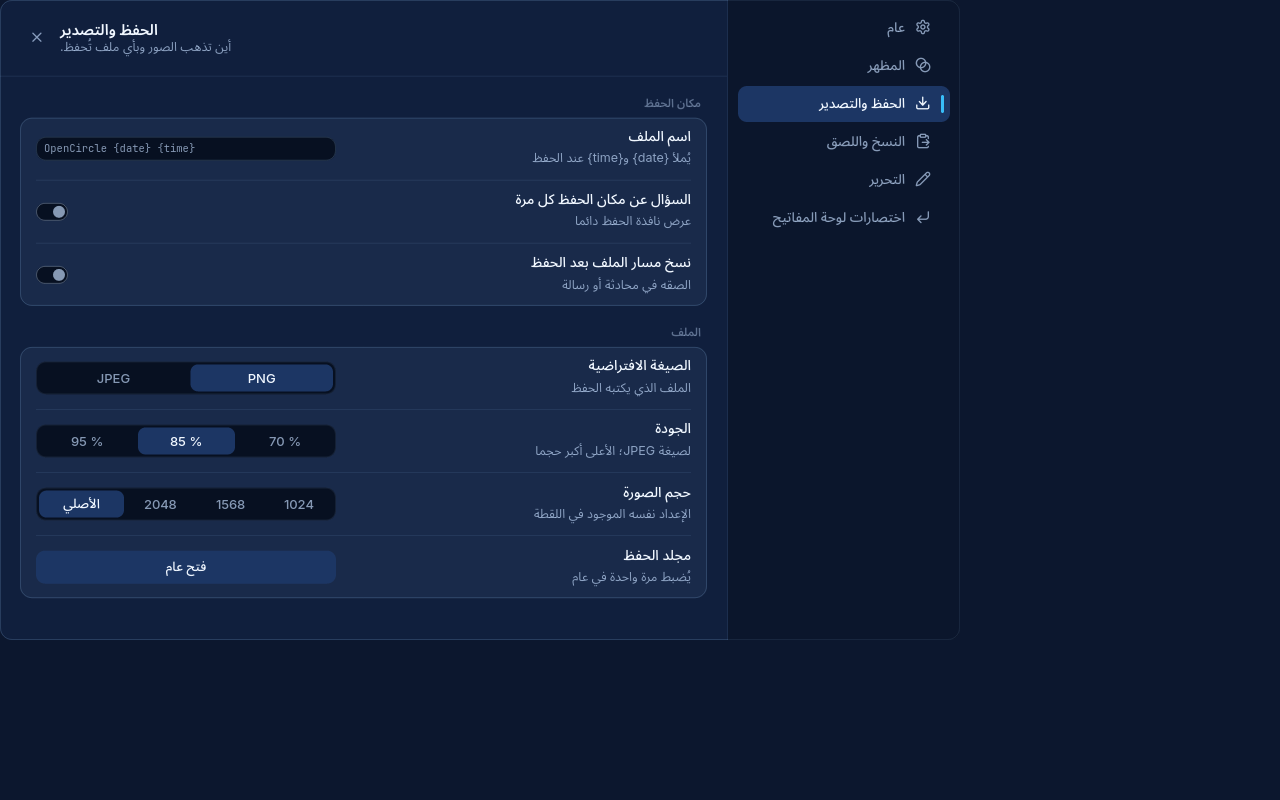 عام
المظهر
الحفظ والتصدير
النسخ واللصق
التحرير
اختصارات لوحة المفاتيح
الحفظ والتصدير
أين تذهب الصور وبأي ملف تُحفظ.
مكان الحفظ
اسم الملف
يُملأ {date} و{time} عند الحفظ
OpenCircle {date} {time}
السؤال عن مكان الحفظ كل مرة
عرض نافذة الحفظ دائما
نسخ مسار الملف بعد الحفظ
الصقه في محادثة أو رسالة
الملف
الصيغة الافتراضية
الملف الذي يكتبه الحفظ
PNG
JPEG
الجودة
لصيغة JPEG؛ الأعلى أكبر حجما
70 %
85 %
95 %
حجم الصورة
الإعداد نفسه الموجود في اللقطة
1024
1568
2048
الأصلي
مجلد الحفظ
يُضبط مرة واحدة في عام
فتح عام